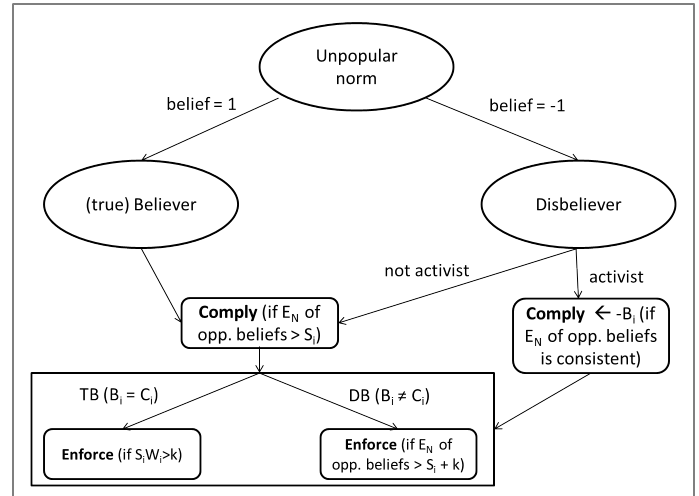 Unpopular
norm
belief = 1
belief = -1
(true) Believer
Disbeliever
not activist
activist
Comply (if E_N of
opp. beliefs > S_i)
Comply ← -B_i (if
E_N of opp. beliefs
is consistent)
TB (B_i = C_i)
DB (B_i ≠ C_i)
Enforce (if S_iW_i>k)
Enforce (if E_N of
opp. beliefs > S_i + k)